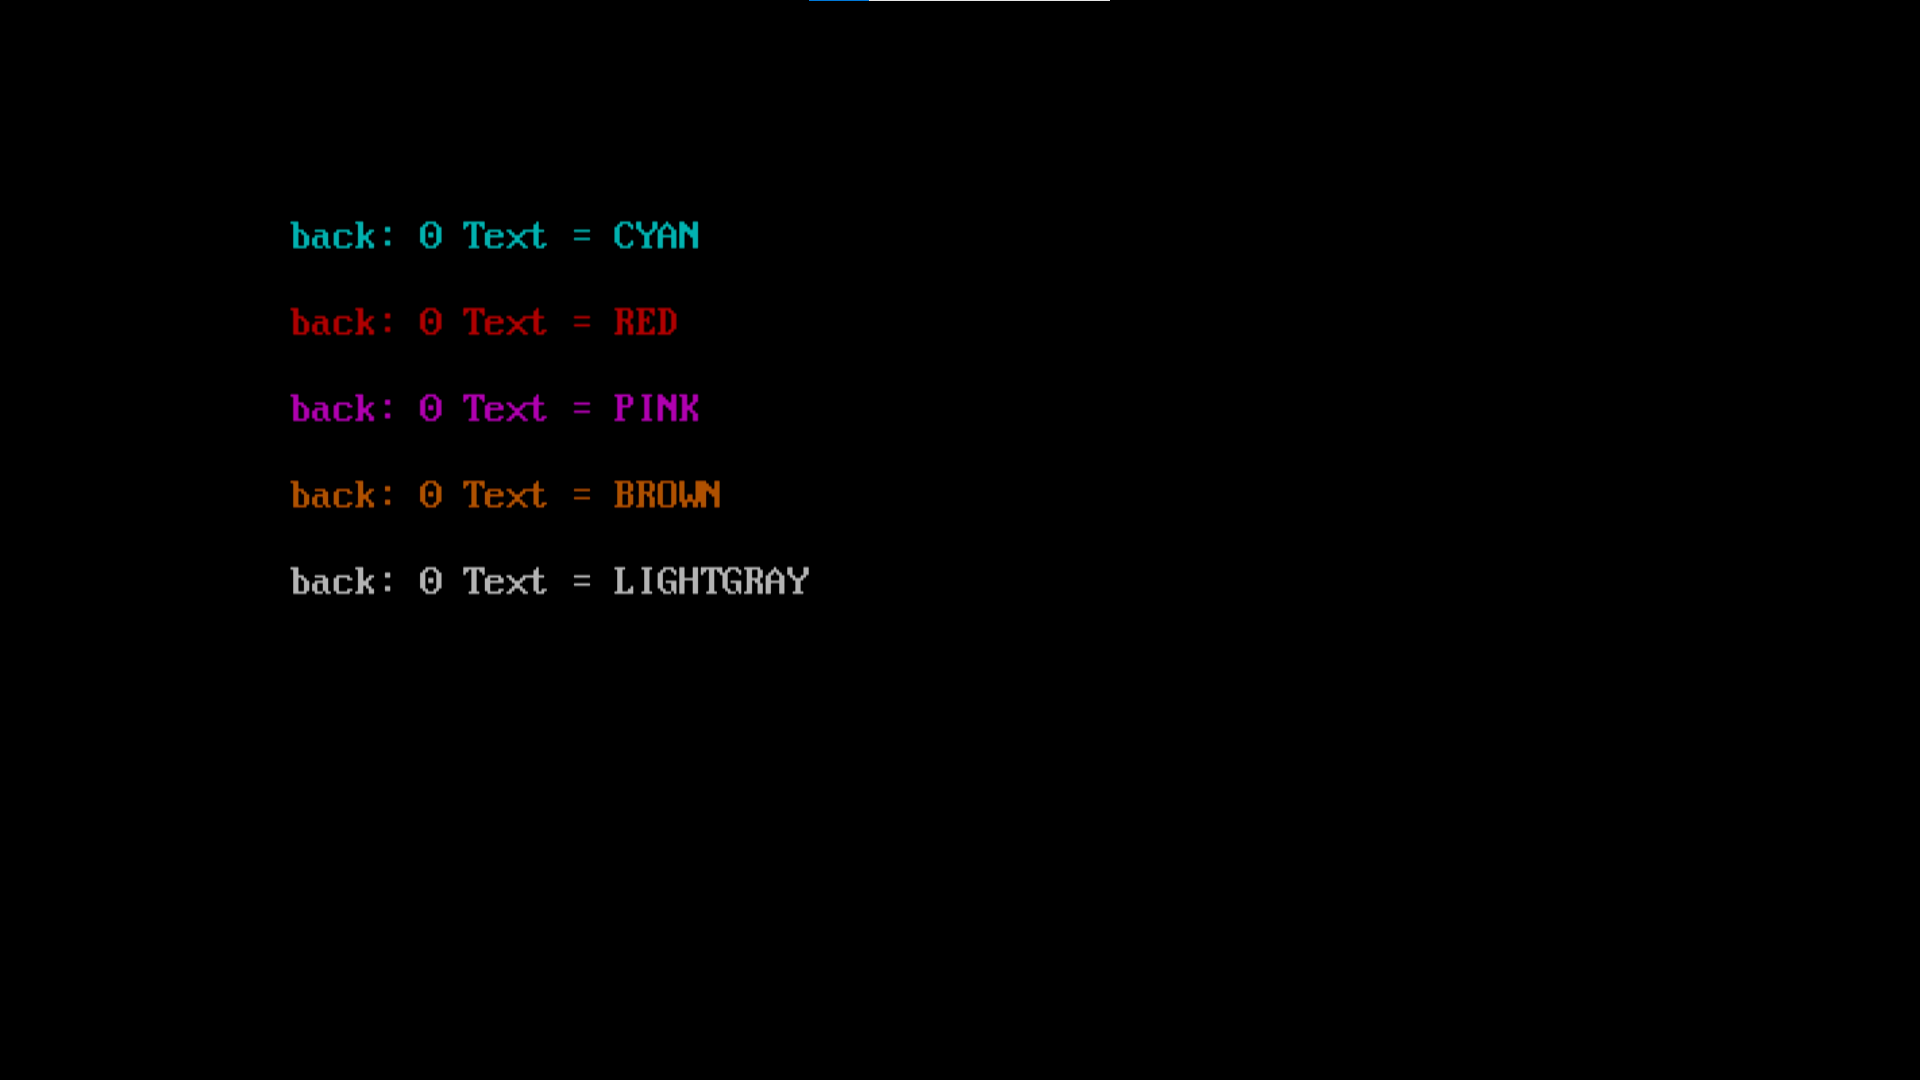 back: 0 Text = CYAN
back: 0 Text = RED
back: 0 Text = PINK
back: 0 Text = BROWN
back: 0 Text = LIGHTGRAY